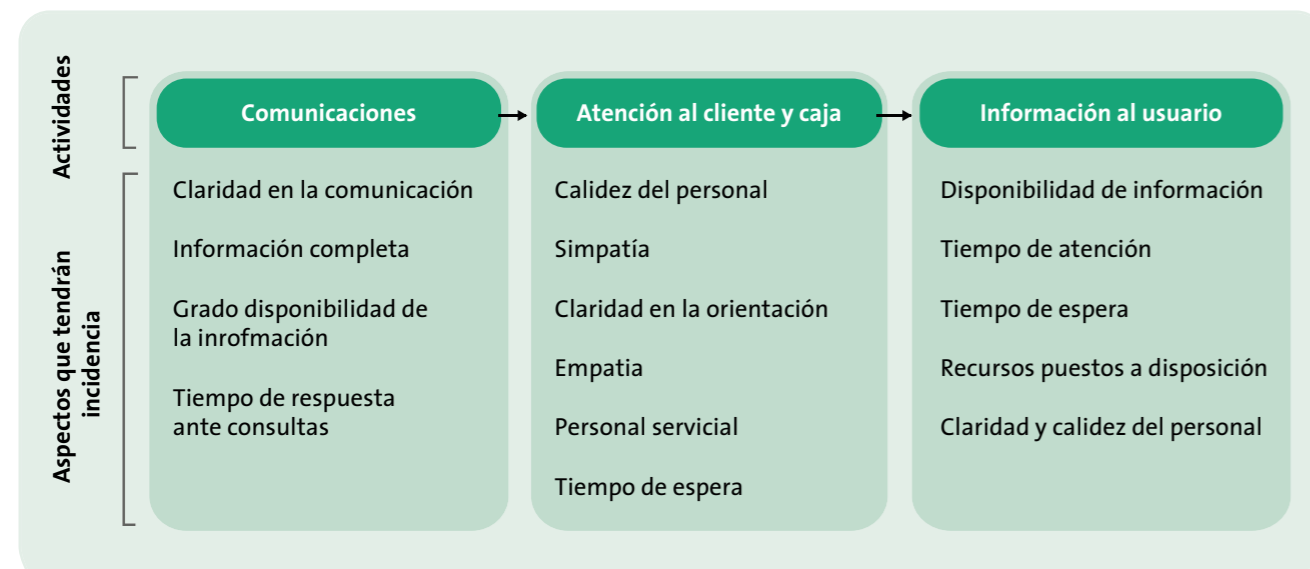 Actividades
Comunicaciones
Atención al cliente y caja
Información al usuario
Aspectos que tendrán
incidencia
Claridad en la comunicación
Información completa
Grado disponibilidad de
la inrofmación
Tiempo de respuesta
ante consultas
Calidez del personal
Simpatía
Claridad en la orientación
Empatia
Personal servicial
Tiempo de espera
Disponibilidad de información
Tiempo de atención
Tiempo de espera
Recursos puestos a disposición
Claridad y calidez del personal